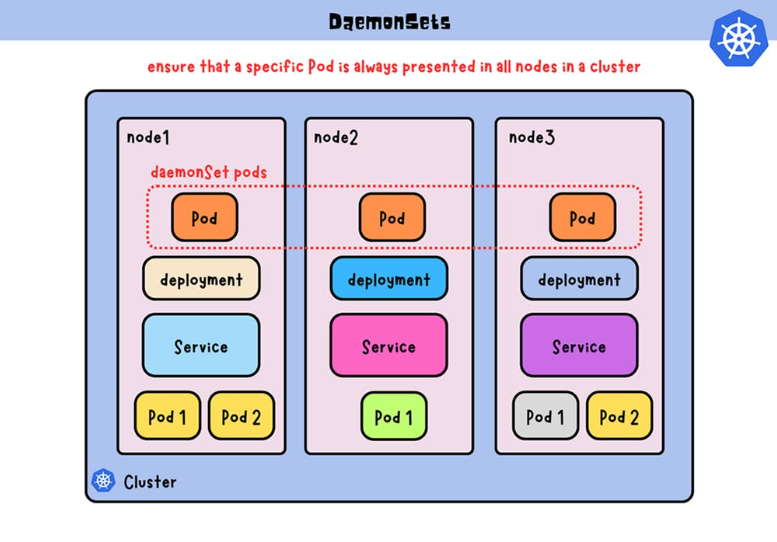 DaemonSets
ensure that a specific Pod is always presented in all nodes in a cluster
node1
node2
node3
daemonSet pods
Pod
Pod
Pod
deployment
deployment
deployment
Service
Service
Service
Pod 1
Pod 2
Pod 1
Pod 1
Pod 2
Cluster